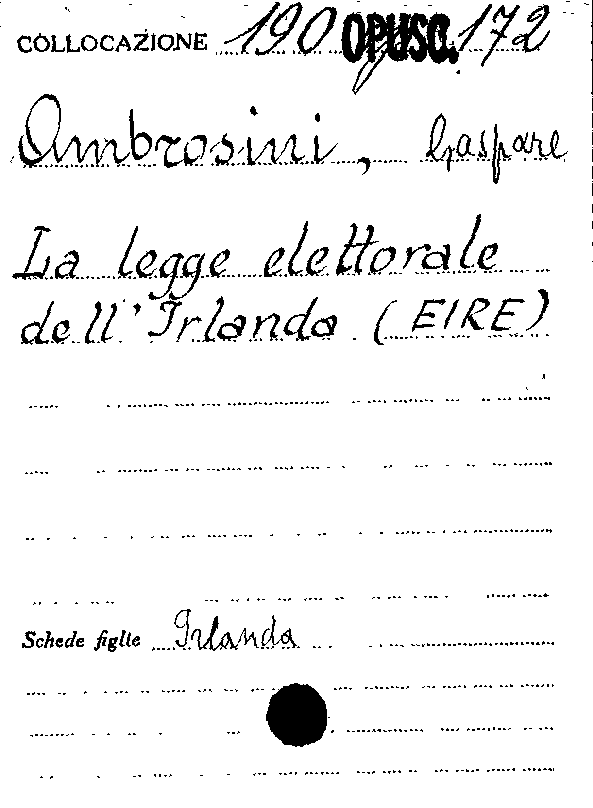 COLLOCAZIONE 190 OPUSC. 172
Ambrosini, Gaspare
La legge elettorale
dell'Irlanda (EIRE)
Schede figlie Irlanda